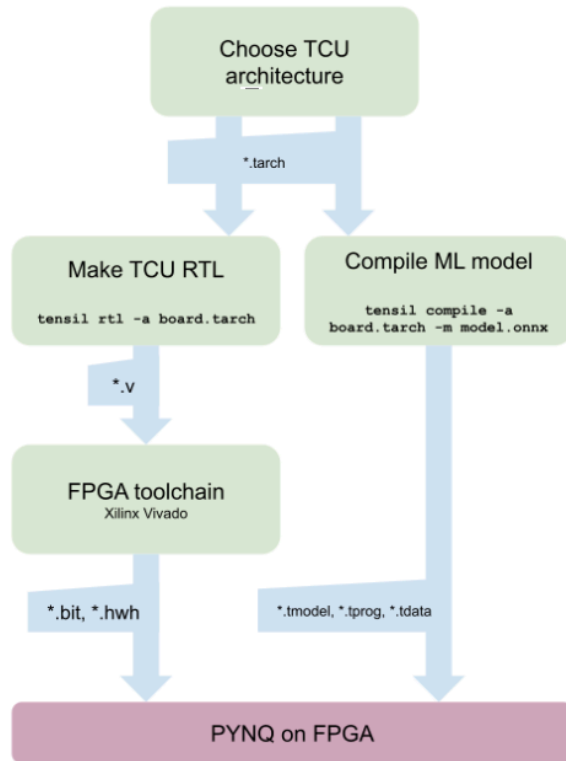 Choose TCU
architecture
*.tarch
Make TCU RTL
tensil rtl -a board.tarch
Compile ML model
tensil compile -a
board.tarch -m model.onnx
*.v
FPGA toolchain
Xilinx Vivado
*.bit, *.hwh
*.tmodel, *.tprog, *.tdata
PYNQ on FPGA